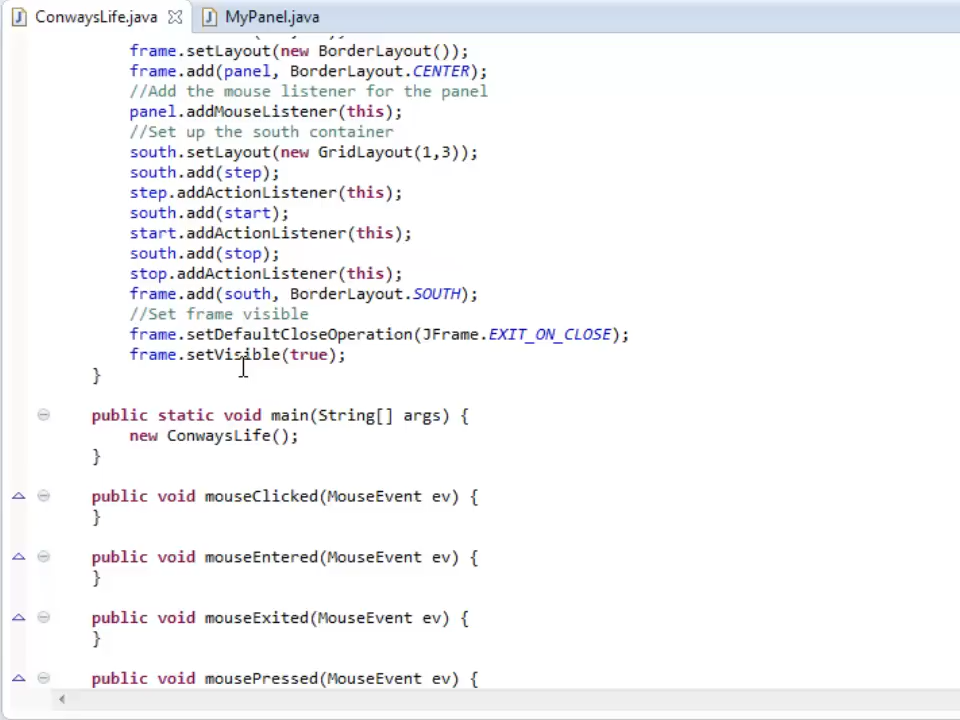 ConwaysLife.java MyPanel.java
frame.setLayout(new BorderLayout());
frame.add(panel, BorderLayout.CENTER);
//Add the mouse listener for the panel
panel.addMouseListener(this);
//Set up the south container
south.setLayout(new GridLayout(1,3));
south.add(step);
step.addActionListener(this);
south.add(start);
start.addActionListener(this);
south.add(stop);
stop.addActionListener(this);
frame.add(south, BorderLayout.SOUTH);
//Set frame visible
frame.setDefaultCloseOperation(JFrame.EXIT_ON_CLOSE);
frame.setVisible(true);
}
public static void main(String[] args) {
new ConwaysLife();
}
public void mouseClicked(MouseEvent ev) {
}
public void mouseEntered(MouseEvent ev) {
}
public void mouseExited(MouseEvent ev) {
}
public void mousePressed(MouseEvent ev) {